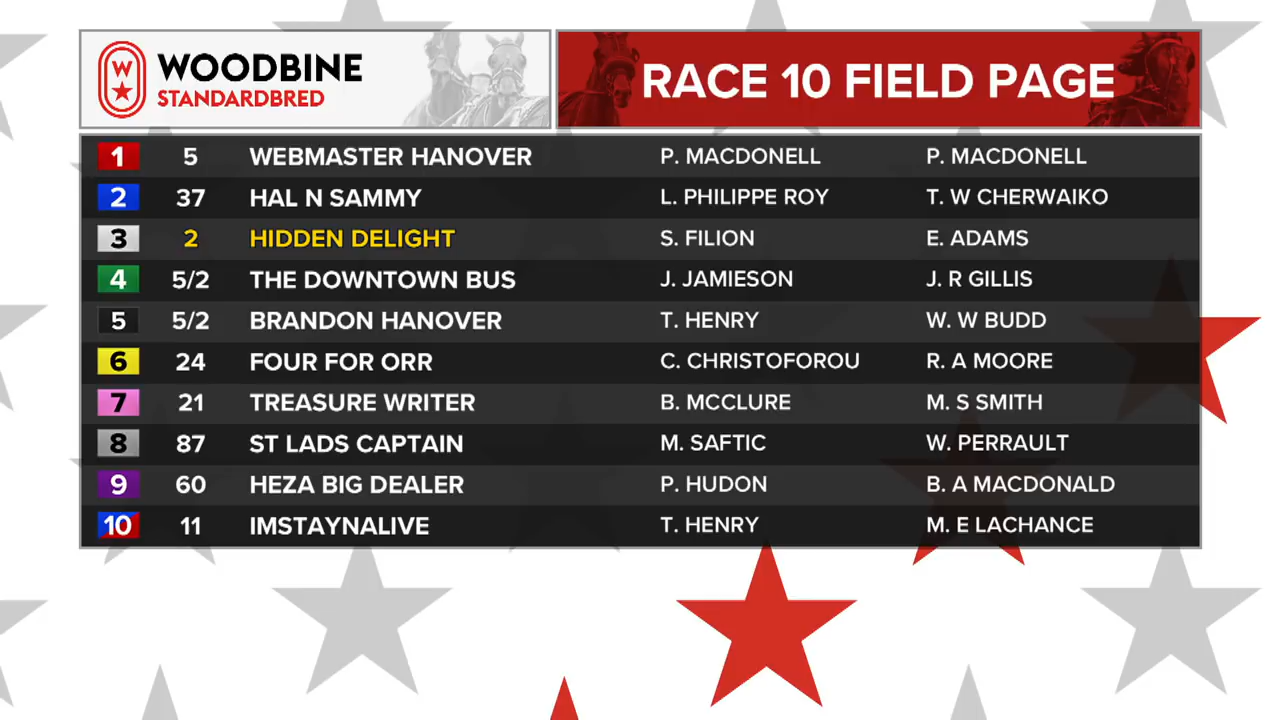 W
WOODBINE
STANDARDBRED
RACE 10 FIELD PAGE
1 5 WEBMASTER HANOVER P. MACDONELL P. MACDONELL
2 37 HAL N SAMMY L. PHILIPPE ROY T. W CHERWAIKO
3 2 HIDDEN DELIGHT S. FILION E. ADAMS
4 5/2 THE DOWNTOWN BUS J. JAMIESON J. R GILLIS
5 5/2 BRANDON HANOVER T. HENRY W. W BUDD
6 24 FOUR FOR ORR C. CHRISTOFOROU R. A MOORE
7 21 TREASURE WRITER B. MCCLURE M. S SMITH
8 87 ST LADS CAPTAIN M. SAFTIC W. PERRAULT
9 60 HEZA BIG DEALER P. HUDON B. A MACDONALD
10 11 IMSTAYNALIVE T. HENRY M. E LACHANCE